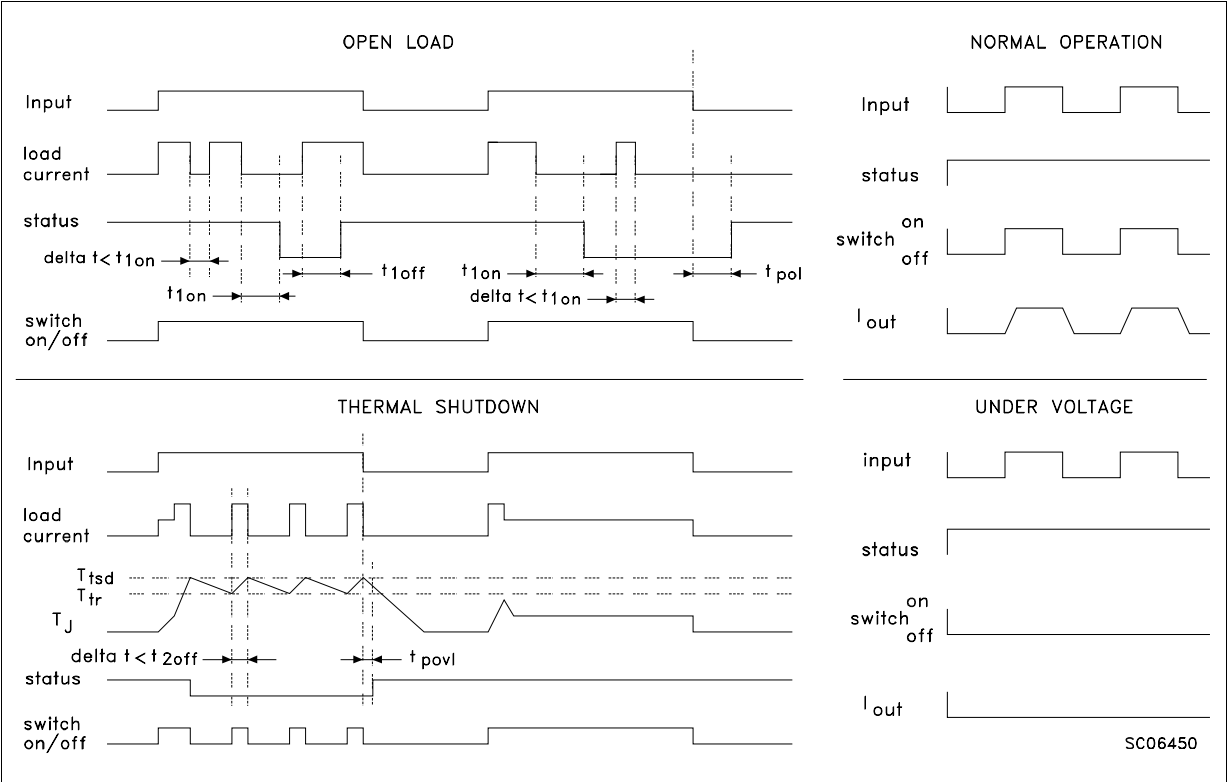 OPEN LOAD
Input
load
current
status
delta t< t1on
t1on
t1off
t1on
delta t< t1on
tpol
switch
on/off
NORMAL OPERATION
Input
status
on
switch
off
Iout
THERMAL SHUTDOWN
Input
load
current
Ttsd
Ttr
TJ
delta t< t2off
tpovl
status
switch
on/off
UNDER VOLTAGE
input
status
on
switch
off
Iout
SC06450